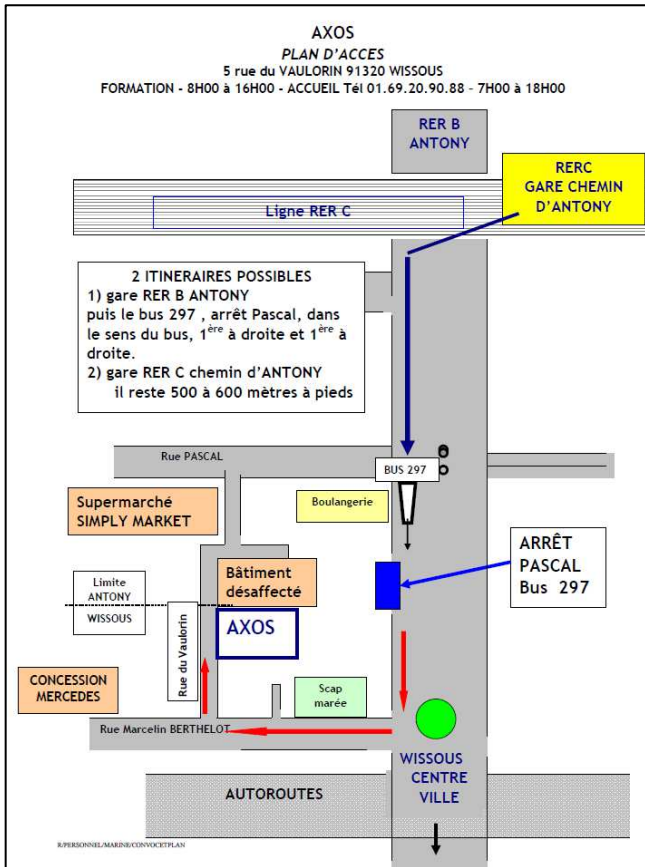 AXOS
PLAN D'ACCES
5 rue du VAULORIN 91320 WISSOUS
FORMATION - 8H00 à 16H00 - ACCUEIL Tél 01.69.20.90.88 – 7H00 à 18H00
RER B
ANTONY
RERC
GARE CHEMIN
D'ANTONY
Ligne RER C
2 ITINERAIRES POSSIBLES
1) gare RER B ANTONY
puis le bus 297 , arrêt Pascal, dans
le sens du bus, 1ère à droite et 1ère à
droite.
2) gare RER C chemin d'ANTONY
il reste 500 à 600 mètres à pieds
Rue PASCAL
BUS 297
Supermarché
SIMPLY MARKET
Boulangerie
ARRÊT
PASCAL
Bus 297
Bâtiment
désaffecté
Limite
ANTONY
WISSOUS
Rue du Vaulorin
AXOS
CONCESSION
MERCEDES
Scap
marée
Rue Marcelin BERTHELOT
WISSOUS
CENTRE
VILLE
AUTOROUTES
R/PERSONNEL/MARINE/CONVOCETPLAN